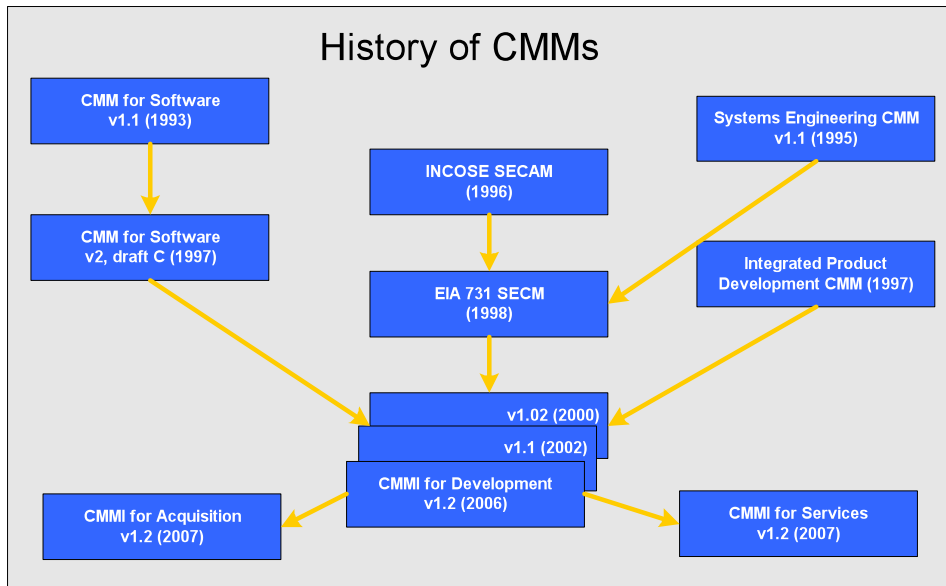 History of CMMs
CMM for Software
v1.1 (1993)
Systems Engineering CMM
v1.1 (1995)
INCOSE SECAM
(1996)
CMM for Software
v2, draft C (1997)
Integrated Product
Development CMM (1997)
EIA 731 SECM
(1998)
v1.02 (2000)
v1.1 (2002)
CMMI for Development
v1.2 (2006)
CMMI for Acquisition
v1.2 (2007)
CMMI for Services
v1.2 (2007)